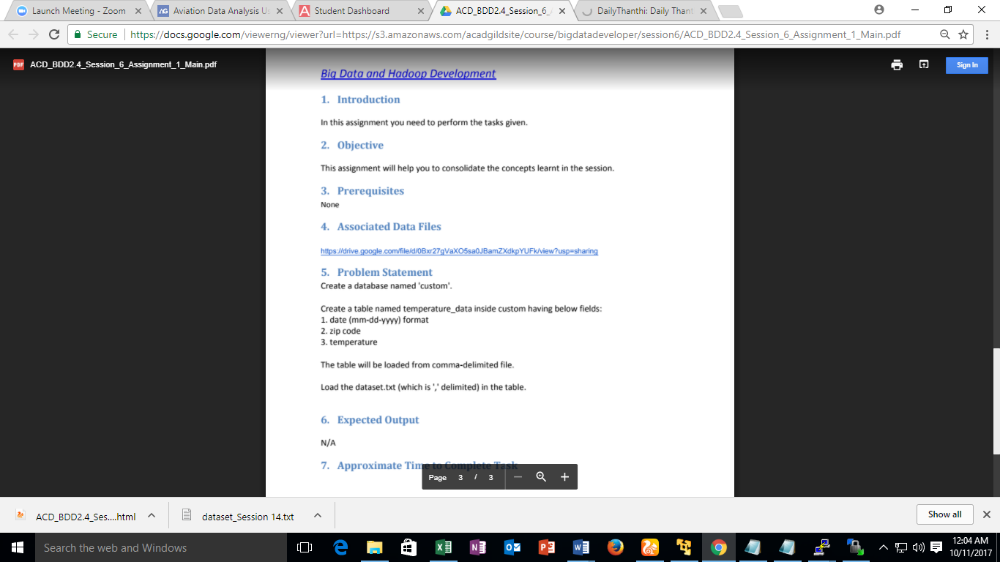 Launch Meeting - Zoom
Aviation Data Analysis Us
Student Dashboard
ACD_BDD2.4_Session_6_
DailyThanthi: Daily Thant
Secure
https://docs.google.com/viewerng/viewer?url=https://s3.amazonaws.com/acadgildsite/course/bigdatadeveloper/session6/ACD_BDD2.4_Session_6_Assignment_1_Main.pdf
PDF ACD_BDD2.4_Session_6_Assignment_1_Main.pdf
Sign In
Big Data and Hadoop Development
1. Introduction
In this assignment you need to perform the tasks given.
2. Objective
This assignment will help you to consolidate the concepts learnt in the session.
3. Prerequisites
None
4. Associated Data Files
https://drive.google.com/file/d/0Bxr27gVaXO5sa0JBamZXdkpYUFk/view?usp=sharing
5. Problem Statement
Create a database named 'custom'.
Create a table named temperature_data inside custom having below fields:
1. date (mm-dd-yyyy) format
2. zip code
3. temperature
The table will be loaded from comma-delimited file.
Load the dataset.txt (which is ',' delimited) in the table.
6. Expected Output
N/A
7. Approximate Time to Complete Task
Page 3 / 3
ACD_BDD2.4_Ses....html
dataset_Session 14.txt
Show all
Search the web and Windows
12:04 AM
10/11/2017